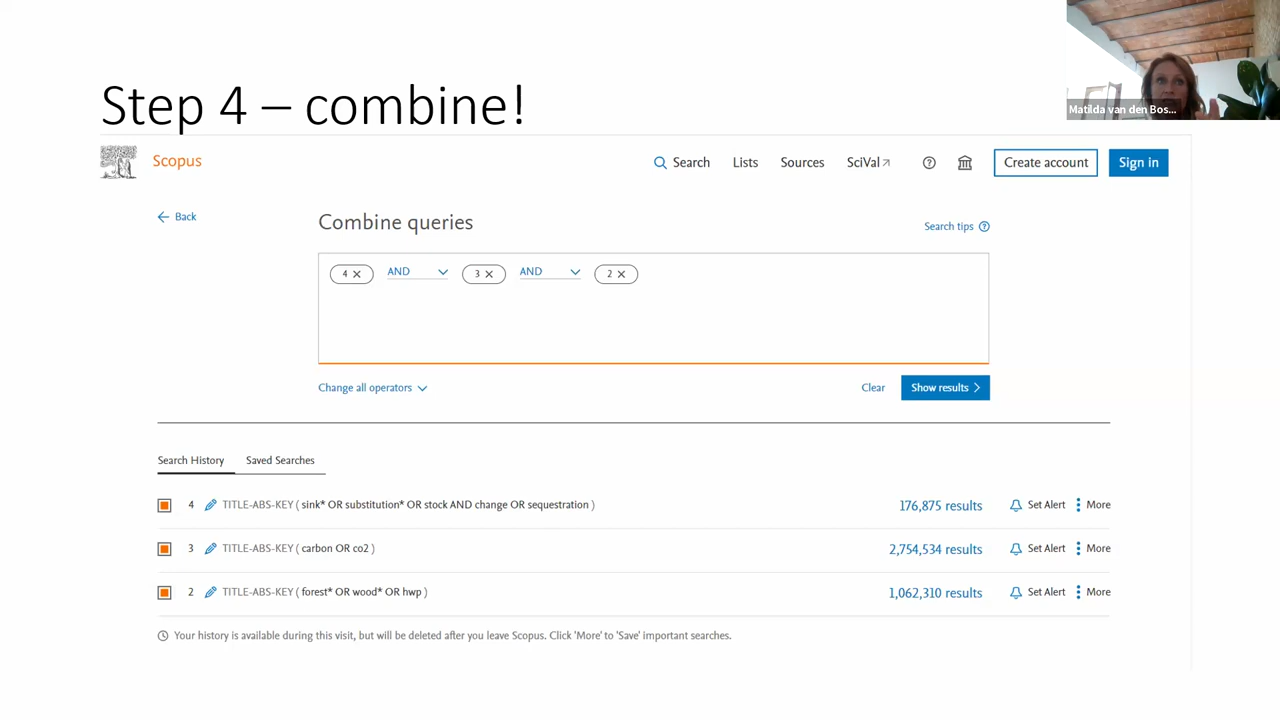 Step 4 – combine!
Matilda van den Bos...
Scopus
Search Lists Sources SciVal Create account Sign in
Back
Combine queries
Search tips
4 AND 3 AND 2
Change all operators
Clear Show results
Search History Saved Searches
4 TITLE-ABS-KEY ( sink* OR substitution* OR stock AND change OR sequestration ) 176,875 results Set Alert More
3 TITLE-ABS-KEY ( carbon OR co2 ) 2,754,534 results Set Alert More
2 TITLE-ABS-KEY ( forest* OR wood* OR hwp ) 1,062,310 results Set Alert More
Your history is available during this visit, but will be deleted after you leave Scopus. Click 'More' to 'Save' important searches.